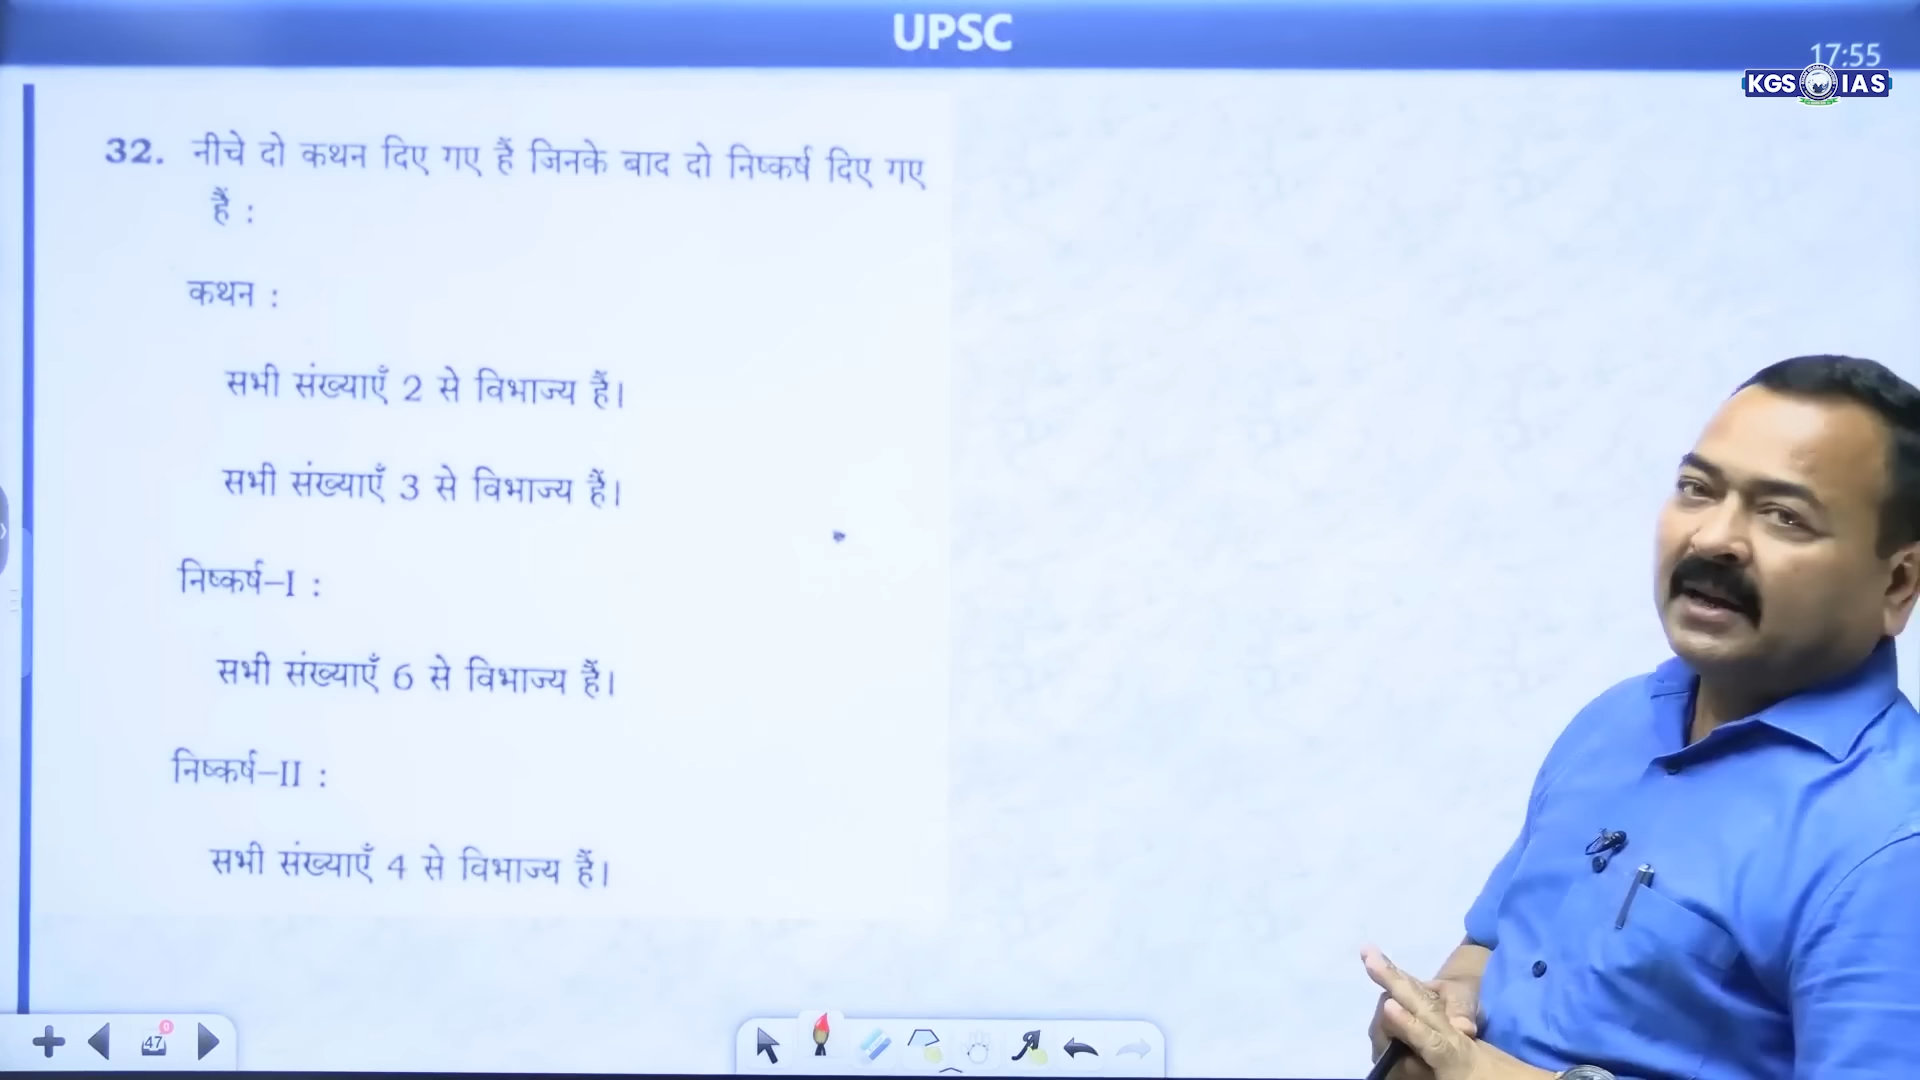 UPSC
17:55
KGS IAS
32. नीचे दो कथन दिए गए हैं जिनके बाद दो निष्कर्ष दिए गए
हैं :
कथन :
सभी संख्याएँ 2 से विभाज्य हैं।
सभी संख्याएँ 3 से विभाज्य हैं।
निष्कर्ष–I :
सभी संख्याएँ 6 से विभाज्य हैं।
निष्कर्ष–II :
सभी संख्याएँ 4 से विभाज्य हैं।
47
0